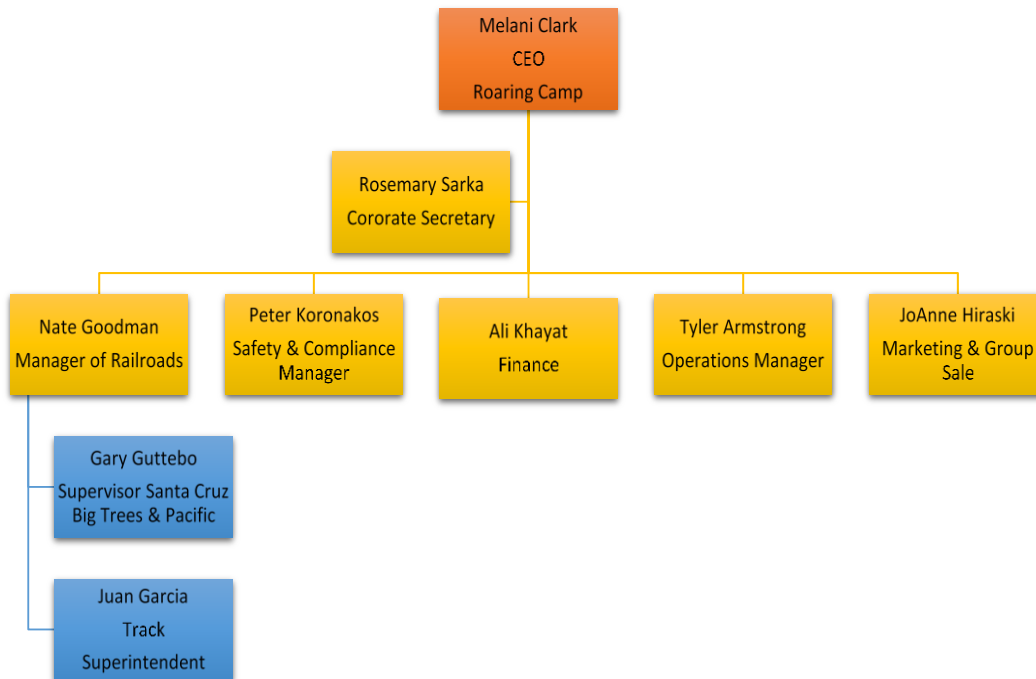 Melani Clark
CEO
Roaring Camp
Rosemary Sarka
Cororate Secretary
Nate Goodman
Manager of Railroads
Peter Koronakos
Safety & Compliance
Manager
Ali Khayat
Finance
Tyler Armstrong
Operations Manager
JoAnne Hiraski
Marketing & Group
Sale
Gary Guttebo
Supervisor Santa Cruz
Big Trees & Pacific
Juan Garcia
Track
Superintendent